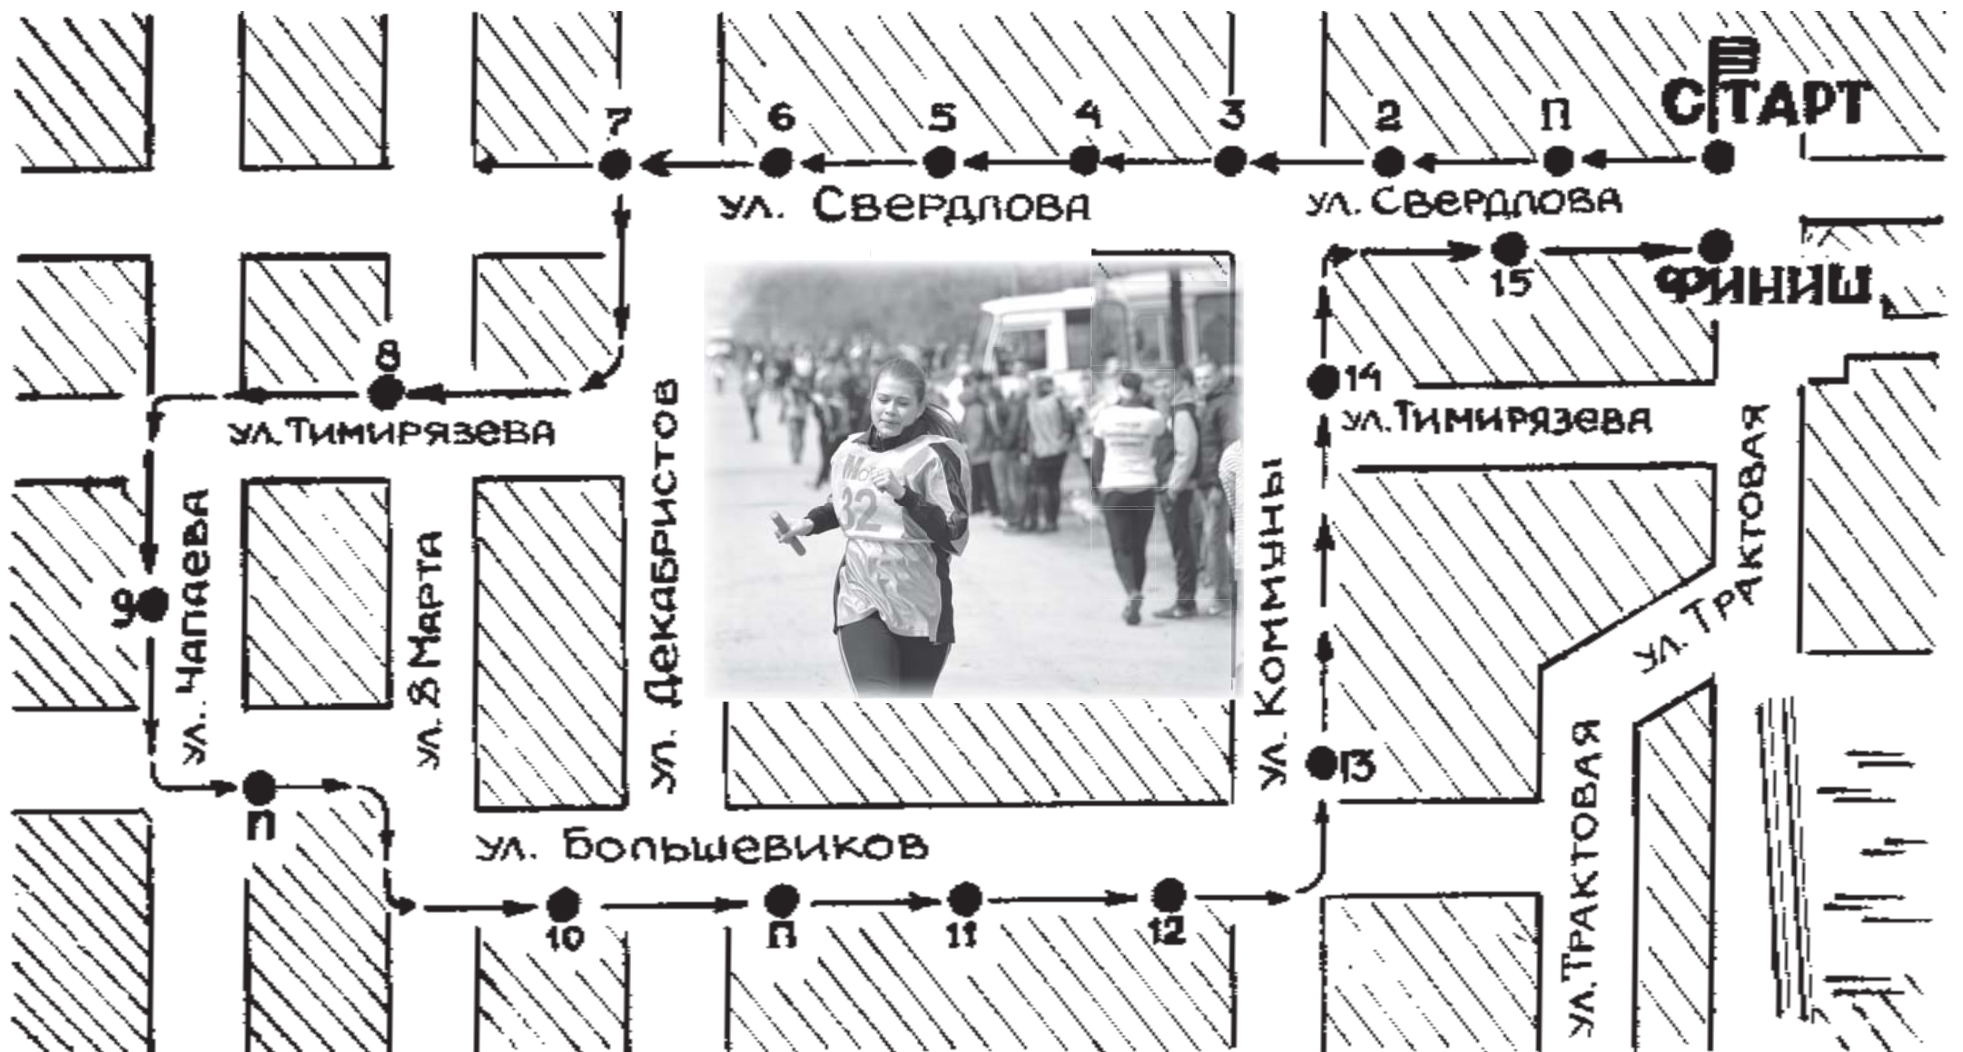 СТАРТ
7
6
5
4
3
2
П
ул. Свердлова
ул. Свердлова
15
ФИНИШ
8
14
ул. Тимирязева
ул. Тимирязева
32
9
ул. Чапаева
ул. 8 Марта
ул. Декабристов
ул. Коммуны
ул. Трактовая
13
П
ул. Большевиков
10
П
11
12
ул. Трактовая